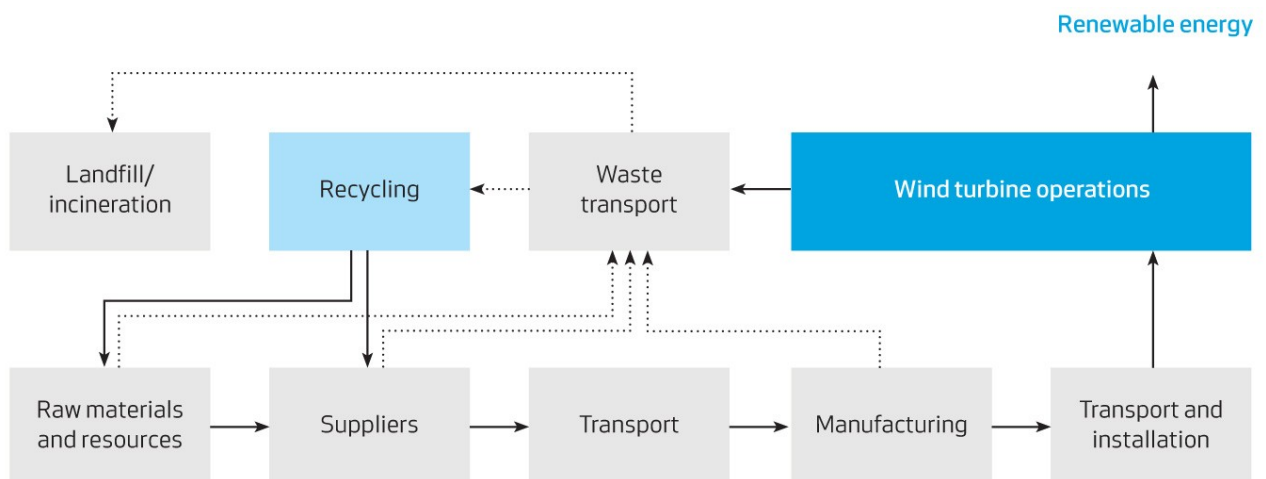 Renewable energy
Landfill/
incineration
Recycling
Waste
transport
Wind turbine operations
Raw materials
and resources
Suppliers
Transport
Manufacturing
Transport and
installation